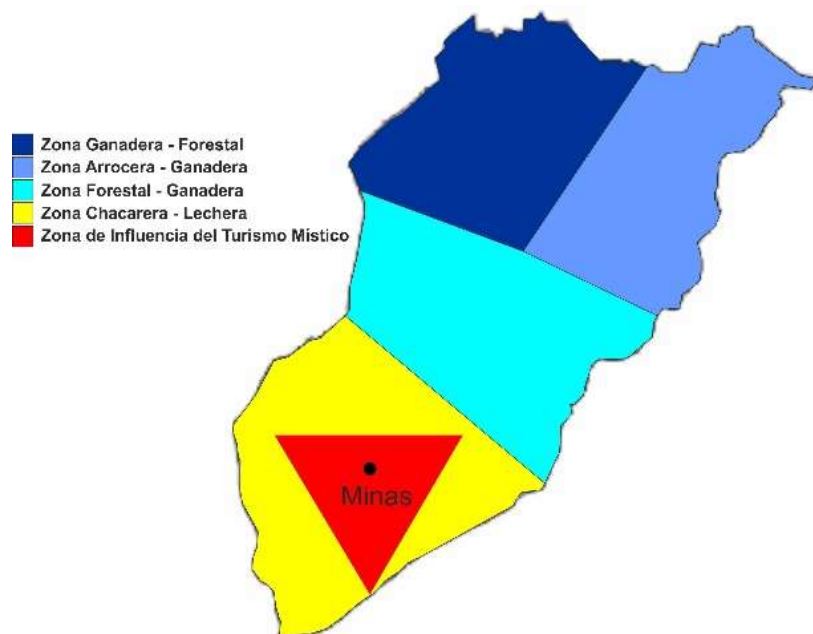 Zona Ganadera - Forestal
Zona Arrocera - Ganadera
Zona Forestal - Ganadera
Zona Chacarera - Lechera
Zona de Influencia del Turismo Místico
Minas